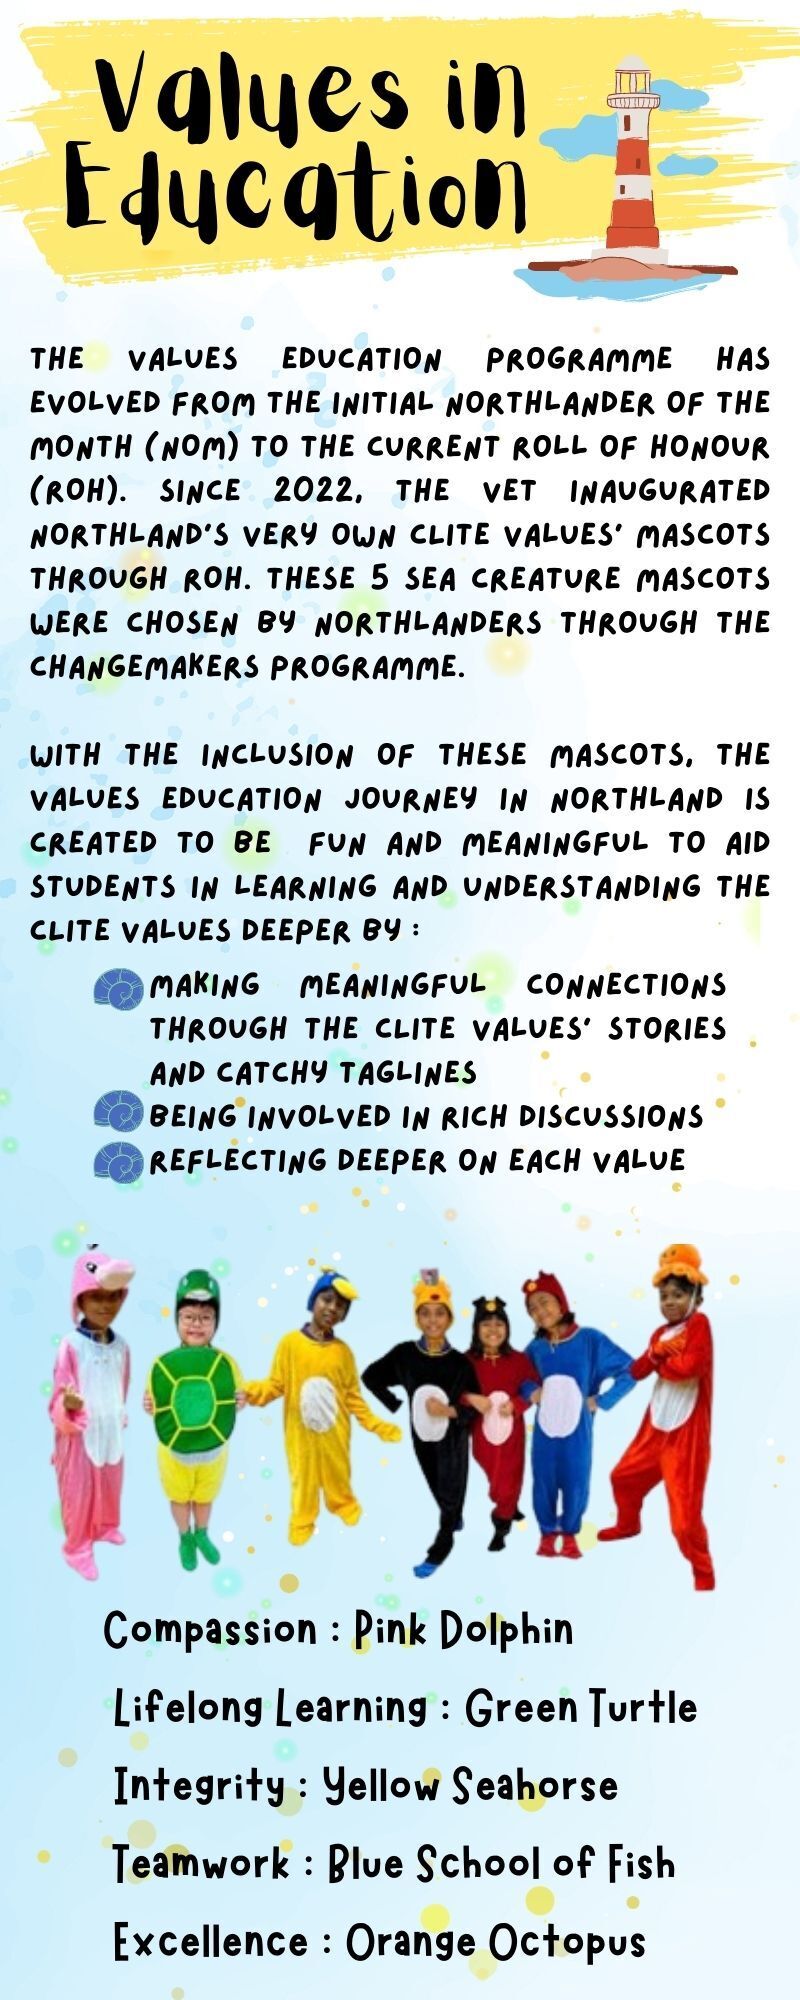 Values in
Education
THE VALUES EDUCATION PROGRAMME HAS
EVOLVED FROM THE INITIAL NORTHLANDER OF THE
MONTH (NOM) TO THE CURRENT ROLL OF HONOUR
(ROH). SINCE 2022, THE VET INAUGURATED
NORTHLAND'S VERY OWN CLITE VALUES' MASCOTS
THROUGH ROH. THESE 5 SEA CREATURE MASCOTS
WERE CHOSEN BY NORTHLANDERS THROUGH THE
CHANGEMAKERS PROGRAMME.
WITH THE INCLUSION OF THESE MASCOTS, THE
VALUES EDUCATION JOURNEY IN NORTHLAND IS
CREATED TO BE FUN AND MEANINGFUL TO AID
STUDENTS IN LEARNING AND UNDERSTANDING THE
CLITE VALUES DEEPER BY :
MAKING MEANINGFUL CONNECTIONS
THROUGH THE CLITE VALUES' STORIES
AND CATCHY TAGLINES
BEING INVOLVED IN RICH DISCUSSIONS
REFLECTING DEEPER ON EACH VALUE
Compassion : Pink Dolphin
Lifelong Learning : Green Turtle
Integrity : Yellow Seahorse
Teamwork : Blue School of Fish
Excellence : Orange Octopus